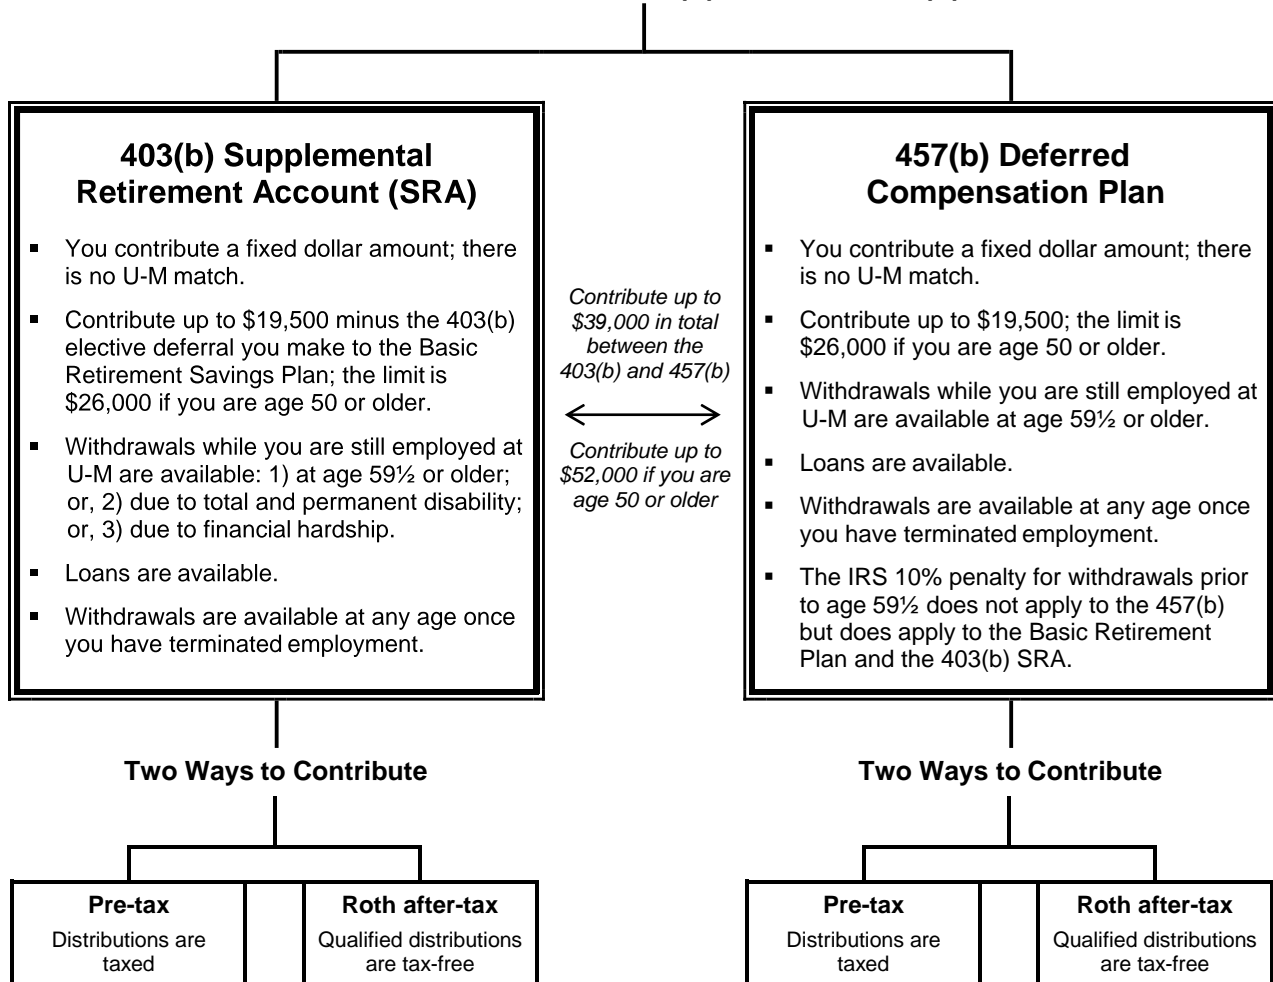 403(b) Supplemental
Retirement Account (SRA)
▪ You contribute a fixed dollar amount; there
is no U-M match.
▪ Contribute up to $19,500 minus the 403(b)
elective deferral you make to the Basic
Retirement Savings Plan; the limit is
$26,000 if you are age 50 or older.
▪ Withdrawals while you are still employed at
U-M are available: 1) at age 59½ or older;
or, 2) due to total and permanent disability;
or, 3) due to financial hardship.
▪ Loans are available.
▪ Withdrawals are available at any age once
you have terminated employment.
Contribute up to
$39,000 in total
between the
403(b) and 457(b)
Contribute up to
$52,000 if you are
age 50 or older
457(b) Deferred
Compensation Plan
▪ You contribute a fixed dollar amount; there
is no U-M match.
▪ Contribute up to $19,500; the limit is
$26,000 if you are age 50 or older.
▪ Withdrawals while you are still employed at
U-M are available at age 59½ or older.
▪ Loans are available.
▪ Withdrawals are available at any age once
you have terminated employment.
▪ The IRS 10% penalty for withdrawals prior
to age 59½ does not apply to the 457(b)
but does apply to the Basic Retirement
Plan and the 403(b) SRA.
Two Ways to Contribute
Pre-tax
Distributions are
taxed
Roth after-tax
Qualified distributions
are tax-free
Two Ways to Contribute
Pre-tax
Distributions are
taxed
Roth after-tax
Qualified distributions
are tax-free